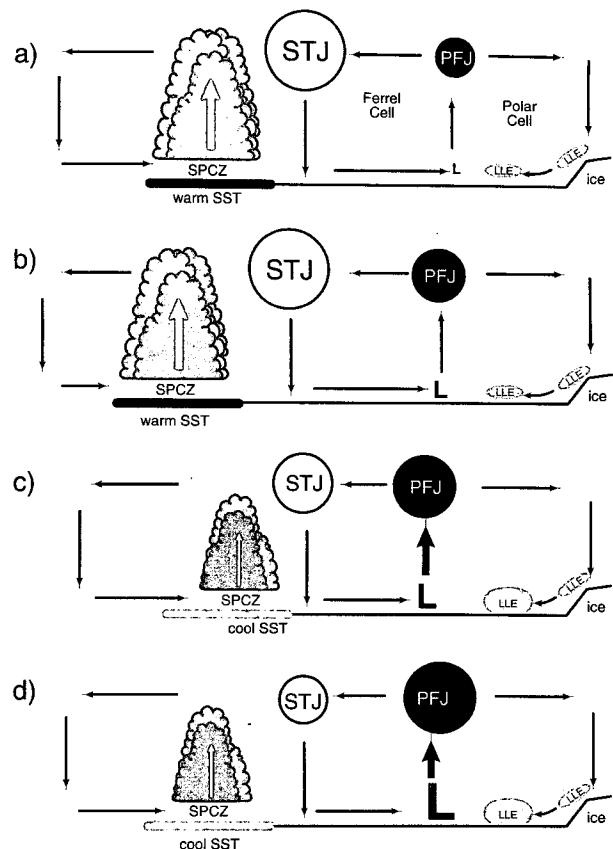 a)
STJ
PFJ
Ferrel
Cell
Polar
Cell
SPCZ
L
LLE
LLE
ice
warm SST
b)
STJ
PFJ
SPCZ
L
LLE
LLE
ice
warm SST
c)
STJ
PFJ
SPCZ
L
LLE
LLE
ice
cool SST
d)
STJ
PFJ
SPCZ
L
LLE
LLE
ice
cool SST